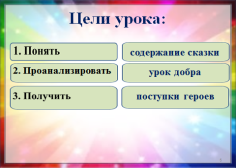 Цели урока:
1. Понять
содержание сказки
2. Проанализировать
урок добра
3. Получить
поступки героев